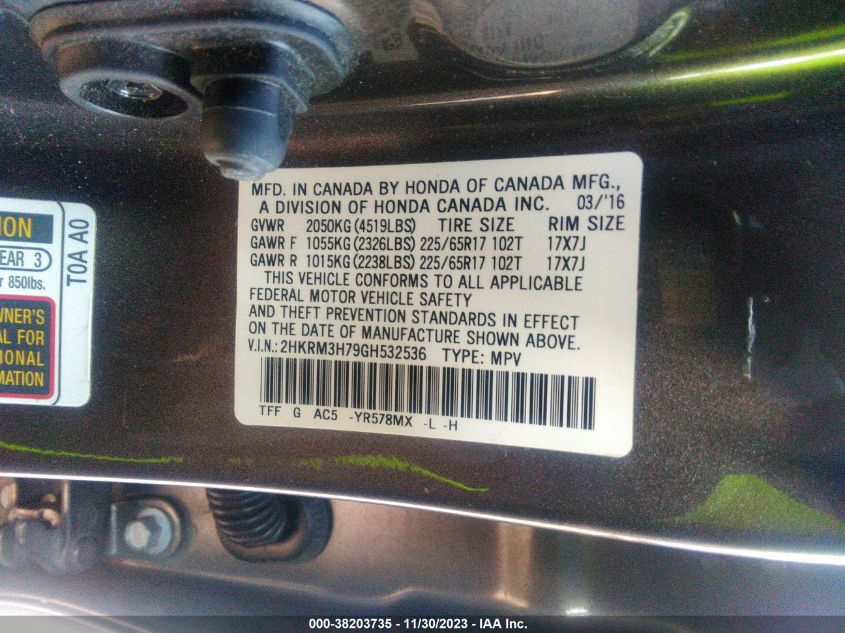 MFD. IN CANADA BY HONDA OF CANADA MFG.,
A DIVISION OF HONDA CANADA INC. 03/'16
GVWR 2050KG (4519LBS) TIRE SIZE RIM SIZE
GAWR F 1055KG (2326LBS) 225/65R17 102T 17X7J
GAWR R 1015KG (2238LBS) 225/65R17 102T 17X7J
THIS VEHICLE CONFORMS TO ALL APPLICABLE
FEDERAL MOTOR VEHICLE SAFETY
AND THEFT PREVENTION STANDARDS IN EFFECT
ON THE DATE OF MANUFACTURE SHOWN ABOVE.
V.I.N.: 2HKRM3H79GH532536 TYPE: MPV
TFF G AC5 -YR578MX -L -H
ION
EAR 3
r 850lbs.
WNER'S
AL FOR
IONAL
MATION
T0A A0
000-38203735 - 11/30/2023 - IAA Inc.